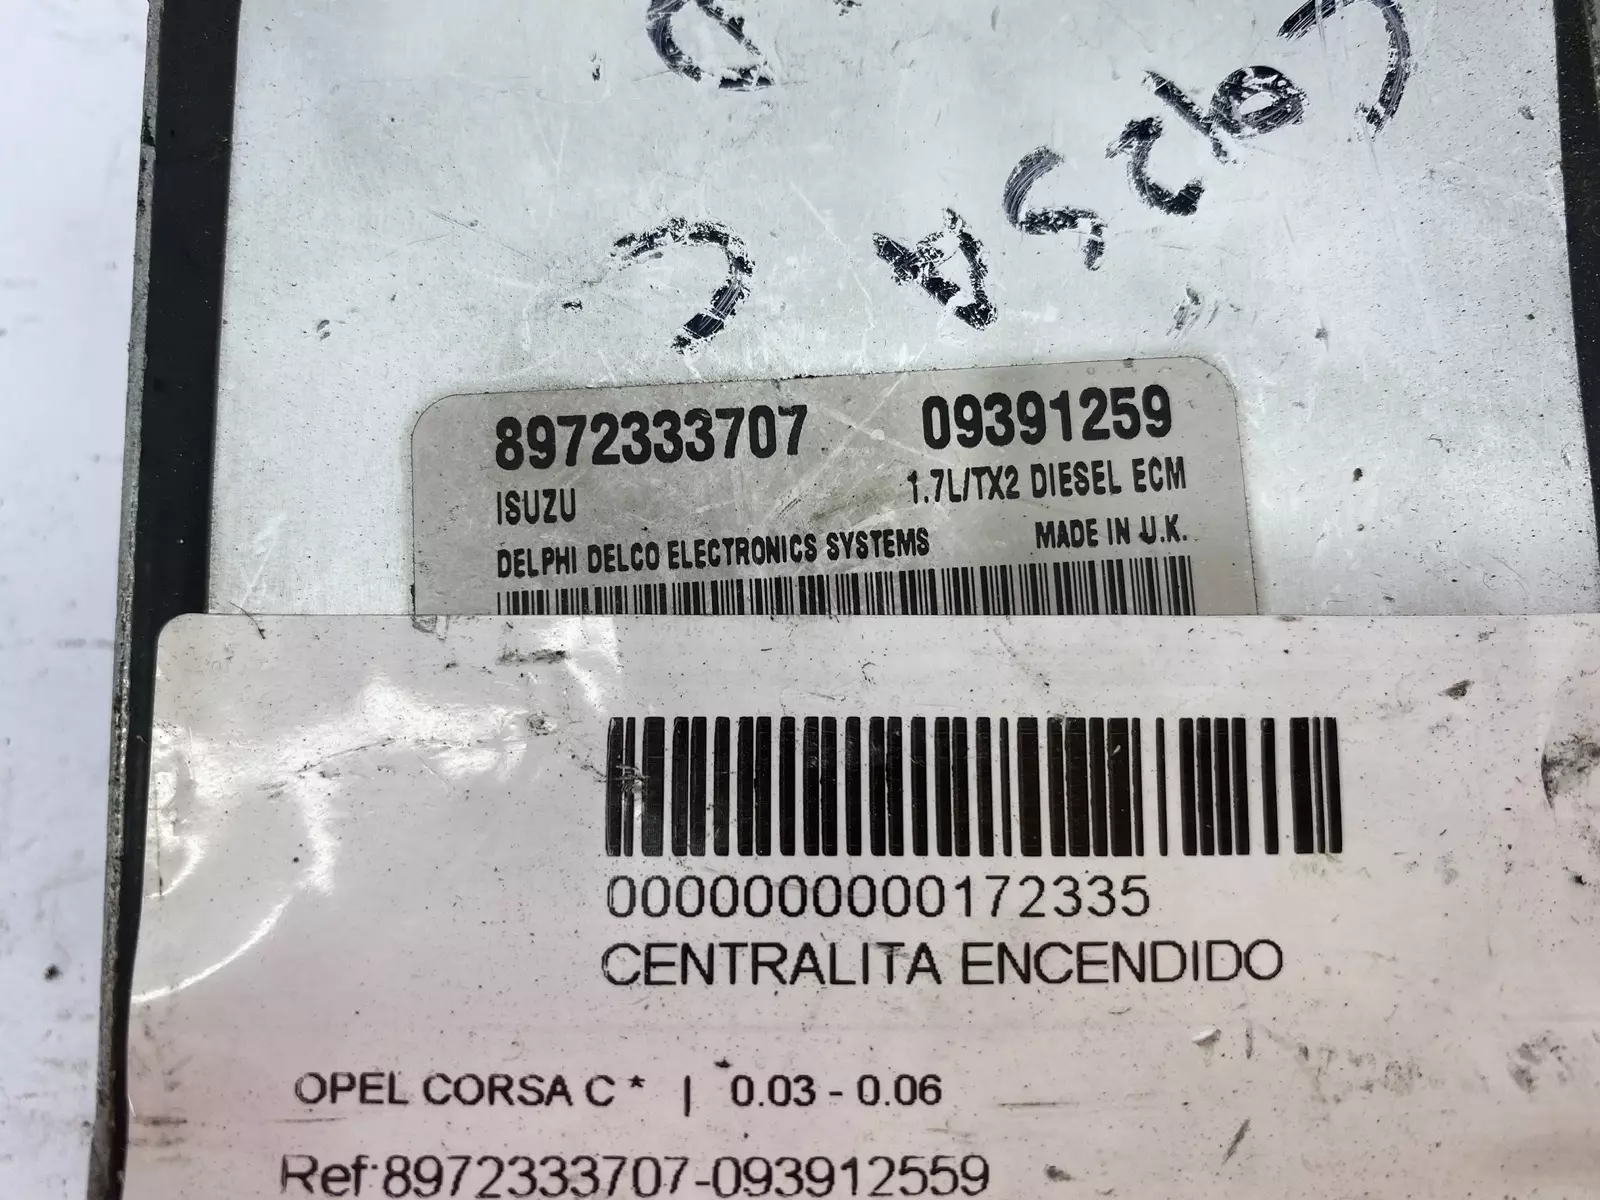 CORSA C
8972333707 09391259
ISUZU 1.7L/TX2 DIESEL ECM
DELPHI DELCO ELECTRONICS SYSTEMS MADE IN U.K.
0000000000172335
CENTRALITA ENCENDIDO
OPEL CORSA C * | 0.03 - 0.06
Ref:8972333707-093912559